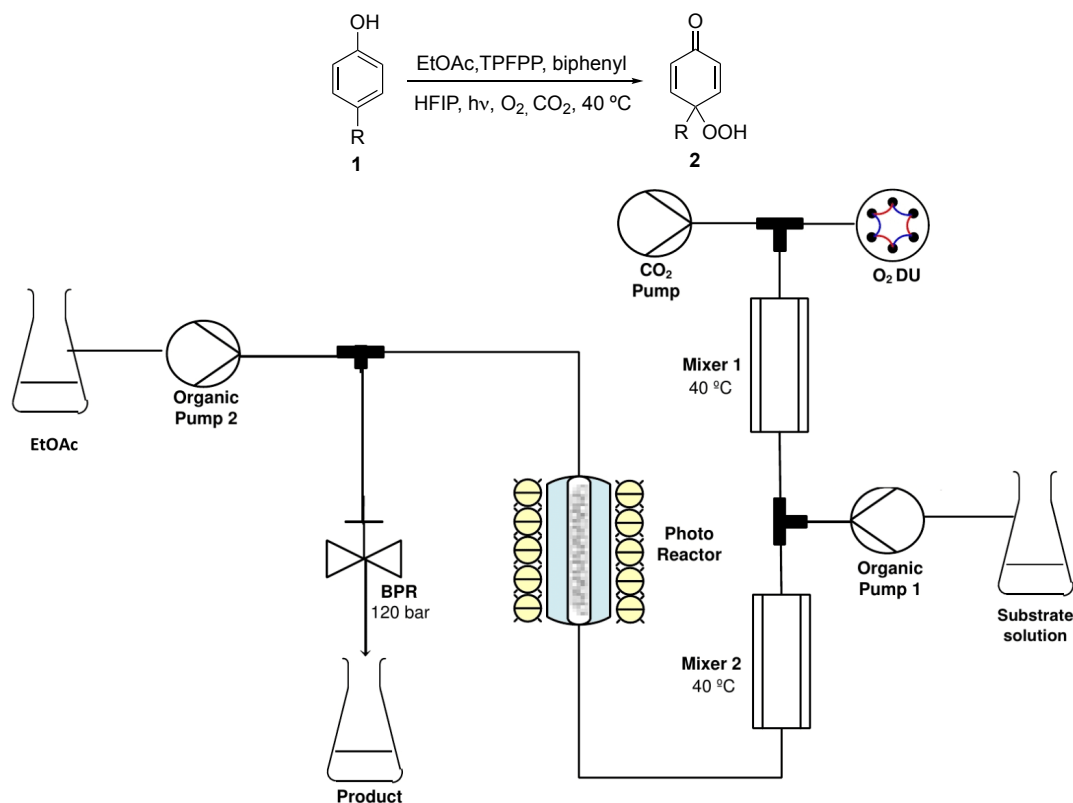 OH
R
1
EtOAc,TPFPP, biphenyl
HFIP, hν, O₂, CO₂, 40 ºC
O
R
OOH
2
CO₂
Pump
O₂ DU
Mixer 1
40 ºC
EtOAc
Organic
Pump 2
Photo
Reactor
Organic
Pump 1
Substrate
solution
BPR
120 bar
Mixer 2
40 ºC
Product